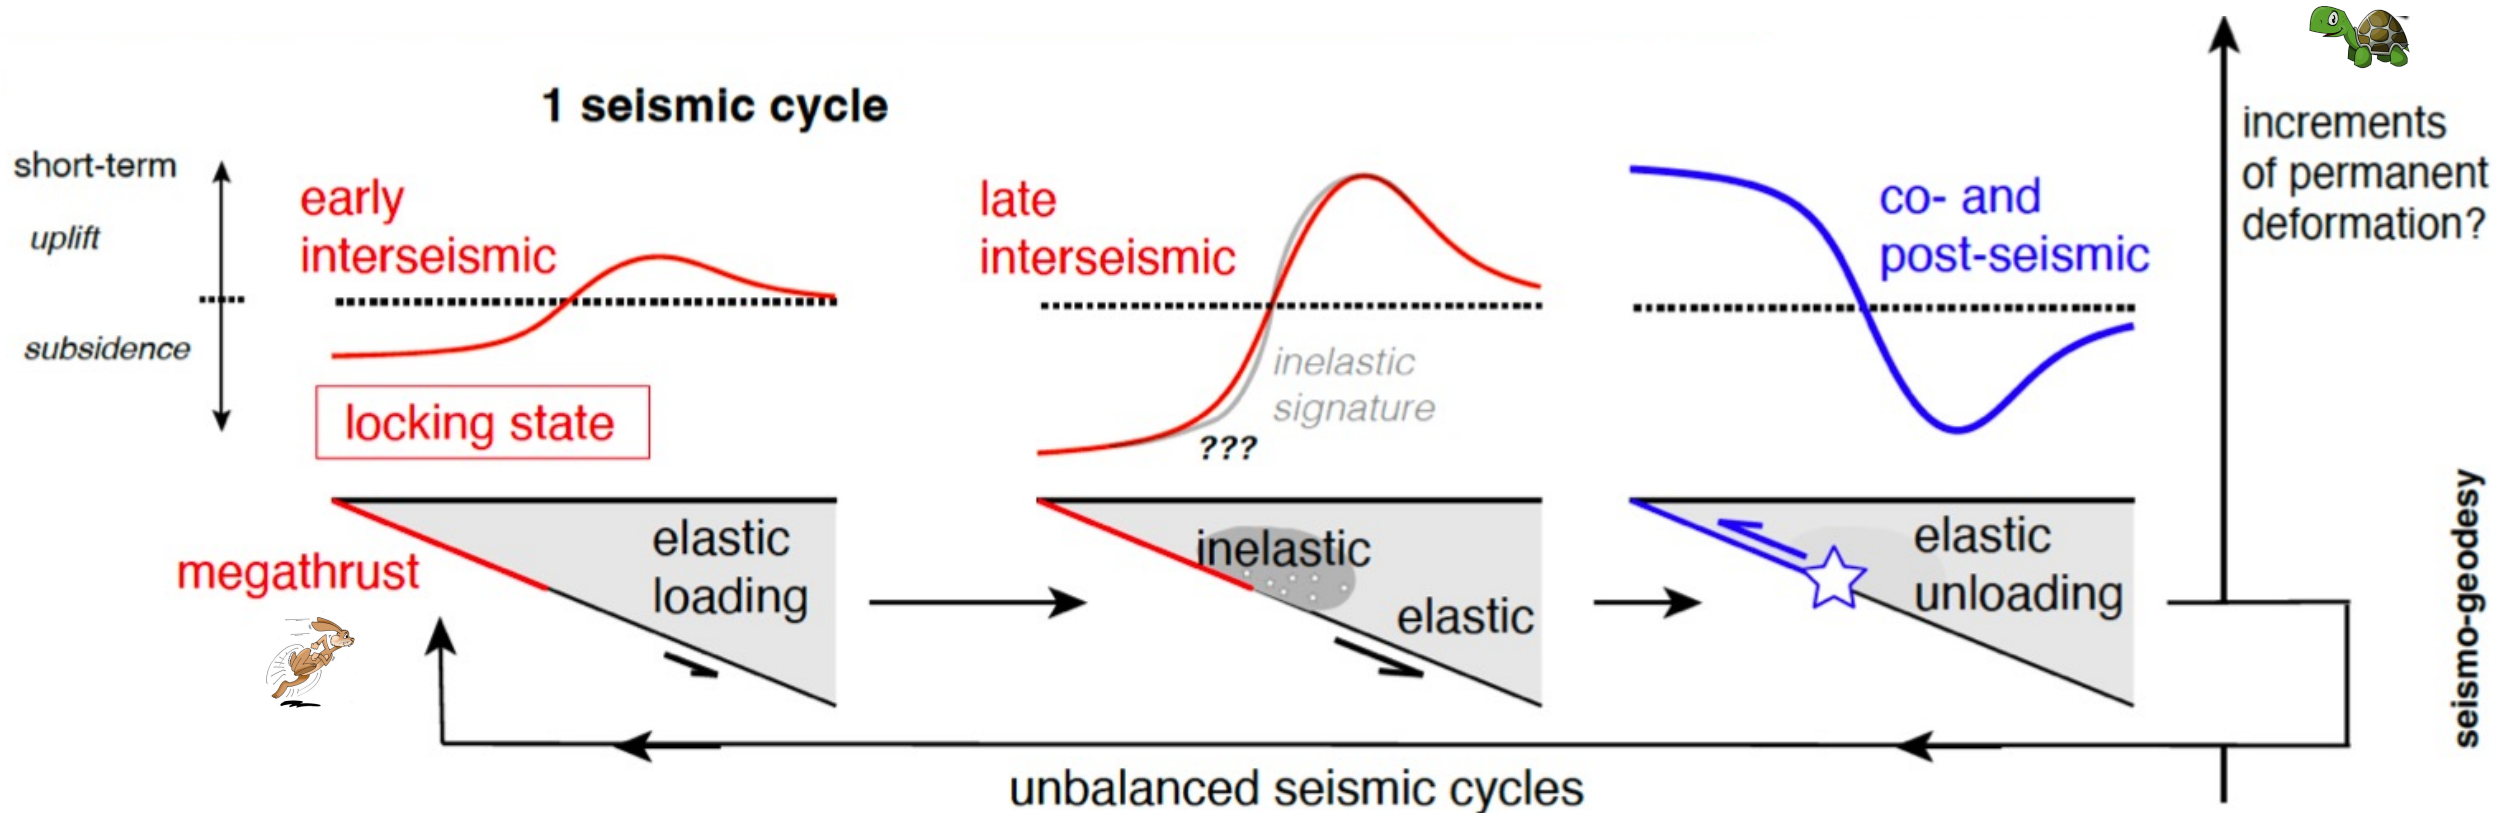 1 seismic cycle
short-term
uplift
subsidence
early
interseismic
locking state
late
interseismic
inelastic
signature
???
co- and
post-seismic
increments
of permanent
deformation?
megathrust
elastic
loading
inelastic
elastic
elastic
unloading
seismo-geodesy
unbalanced seismic cycles